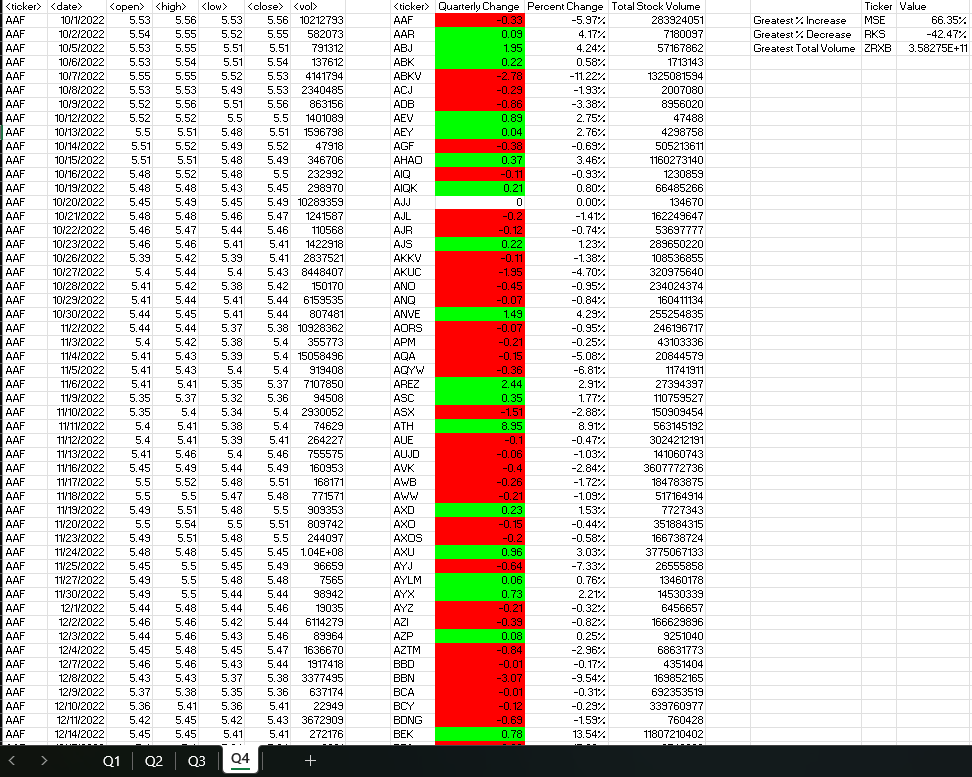 <ticker> <date> <open> <high> <low> <close> <vol> <ticker> Quarterly Change Percent Change Total Stock Volume Ticker Value
AAF 10/1/2022 5.53 5.56 5.53 5.56 10212793 AAF -0.33 -5.97% 283924051 Greatest % Increase MSE 66.35%
AAF 10/2/2022 5.54 5.55 5.52 5.55 582073 AAR 0.09 4.17% 7180097 Greatest % Decrease RKS -42.47%
AAF 10/5/2022 5.53 5.55 5.51 5.51 791312 ABJ 1.95 4.24% 57167862 Greatest Total Volume ZRXB 3.58275E+11
AAF 10/6/2022 5.53 5.54 5.51 5.54 137612 ABK 0.22 0.58% 1713143
AAF 10/7/2022 5.55 5.55 5.52 5.53 4141794 ABKV -2.78 -11.22% 1325081594
AAF 10/8/2022 5.53 5.53 5.49 5.53 2340485 ACJ -0.29 -1.93% 2007080
AAF 10/9/2022 5.52 5.56 5.51 5.56 863156 ADB -0.86 -3.38% 8956020
AAF 10/12/2022 5.52 5.52 5.5 5.5 1401089 AEV 0.89 2.75% 47488
AAF 10/13/2022 5.5 5.51 5.48 5.51 1596798 AEY 0.04 2.76% 4298758
AAF 10/14/2022 5.51 5.52 5.49 5.52 47918 AGF -0.38 -0.69% 505213611
AAF 10/15/2022 5.51 5.51 5.48 5.49 346706 AHAO 0.37 3.46% 1160273140
AAF 10/16/2022 5.48 5.52 5.48 5.5 232992 AIQ -0.11 -0.93% 1230859
AAF 10/19/2022 5.48 5.48 5.43 5.45 298970 AIQK 0.21 0.80% 66485266
AAF 10/20/2022 5.45 5.49 5.45 5.49 10289359 AJJ 0 0.00% 134670
AAF 10/21/2022 5.48 5.48 5.46 5.47 1241587 AJL -0.2 -1.41% 162249647
AAF 10/22/2022 5.46 5.47 5.44 5.46 110568 AJR -0.12 -0.74% 53697777
AAF 10/23/2022 5.46 5.46 5.41 5.41 1422918 AJS 0.22 1.23% 289650220
AAF 10/26/2022 5.39 5.42 5.39 5.41 2837521 AKKV -0.11 -1.38% 108536855
AAF 10/27/2022 5.4 5.44 5.4 5.43 8448407 AKUC -1.95 -4.70% 320975640
AAF 10/28/2022 5.41 5.42 5.38 5.42 150170 ANO -0.45 -0.95% 234024374
AAF 10/29/2022 5.41 5.44 5.41 5.44 6159535 ANQ -0.07 -0.84% 160411134
AAF 10/30/2022 5.44 5.45 5.41 5.44 807481 ANVE 1.49 4.29% 255254835
AAF 11/2/2022 5.44 5.44 5.37 5.38 10928362 AORS -0.07 -0.95% 246196717
AAF 11/3/2022 5.4 5.42 5.38 5.4 355773 APM -0.21 -0.25% 43103336
AAF 11/4/2022 5.41 5.43 5.39 5.4 15058496 AQA -0.15 -5.08% 20844579
AAF 11/5/2022 5.41 5.43 5.4 5.4 919408 AQYW -0.36 -6.81% 11741911
AAF 11/6/2022 5.41 5.41 5.35 5.37 7107850 AREZ 2.44 2.91% 27394397
AAF 11/9/2022 5.35 5.37 5.32 5.36 94508 ASC 0.35 1.77% 110759527
AAF 11/10/2022 5.35 5.4 5.34 5.4 2930052 ASX -1.51 -2.88% 150909454
AAF 11/11/2022 5.4 5.41 5.38 5.4 74629 ATH 8.95 8.91% 563145192
AAF 11/12/2022 5.4 5.41 5.39 5.41 264227 AUE -0.1 -0.47% 3024212191
AAF 11/13/2022 5.41 5.46 5.4 5.4 755575 AUJD -0.06 -1.03% 141060743
AAF 11/16/2022 5.45 5.49 5.44 5.49 160953 AVK -0.4 -2.84% 3607772736
AAF 11/17/2022 5.5 5.52 5.48 5.51 168171 AWB -0.26 -1.72% 184783875
AAF 11/18/2022 5.5 5.5 5.47 5.48 771571 AWW -0.21 -1.09% 517164914
AAF 11/19/2022 5.49 5.51 5.48 5.5 909353 AXD 0.23 1.53% 7727343
AAF 11/20/2022 5.5 5.54 5.5 5.51 809742 AXO -0.15 -0.44% 351884315
AAF 11/23/2022 5.49 5.51 5.48 5.5 244097 AXOS -0.2 -0.58% 166738724
AAF 11/24/2022 5.48 5.48 5.45 5.45 1.04E+08 AXU 0.96 3.03% 3775067133
AAF 11/25/2022 5.45 5.5 5.45 5.49 96659 AYJ -0.64 -7.33% 26555858
AAF 11/27/2022 5.49 5.5 5.48 5.48 7565 AYLM 0.06 0.76% 13460178
AAF 11/30/2022 5.49 5.5 5.44 5.44 98942 AYX 0.73 2.21% 14530339
AAF 12/1/2022 5.44 5.48 5.44 5.46 19035 AYZ -0.21 -0.32% 6456657
AAF 12/2/2022 5.46 5.46 5.42 5.44 6114279 AZI -0.39 -0.82% 166629896
AAF 12/3/2022 5.44 5.46 5.43 5.46 89964 AZP 0.08 0.25% 9251040
AAF 12/4/2022 5.45 5.48 5.45 5.47 1636670 AZTM -0.84 -2.96% 68631773
AAF 12/7/2022 5.46 5.46 5.43 5.44 1917418 BBD -0.01 -0.17% 4351404
AAF 12/8/2022 5.43 5.43 5.37 5.38 3377495 BBN -3.07 -9.54% 169852165
AAF 12/9/2022 5.37 5.38 5.35 5.36 637174 BCA -0.01 -0.31% 692353519
AAF 12/10/2022 5.36 5.41 5.36 5.41 22949 BCY -0.12 -0.29% 339760977
AAF 12/11/2022 5.42 5.45 5.42 5.43 3672909 BDNG -0.69 -1.59% 760428
AAF 12/14/2022 5.45 5.45 5.41 5.41 272176 BEK 0.78 13.54% 11807210402
Q1 Q2 Q3 Q4 +